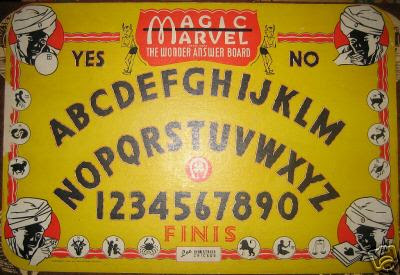 MAGIC
MARVEL
THE WONDER ANSWER BOARD
YES NO
ABCDEFGHIJKLM
NOPQRSTUVWXYZ
1234567890
FINIS